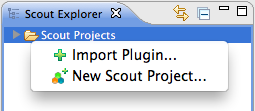 Scout Explorer
Scout Projects
Import Plugin...
New Scout Project...